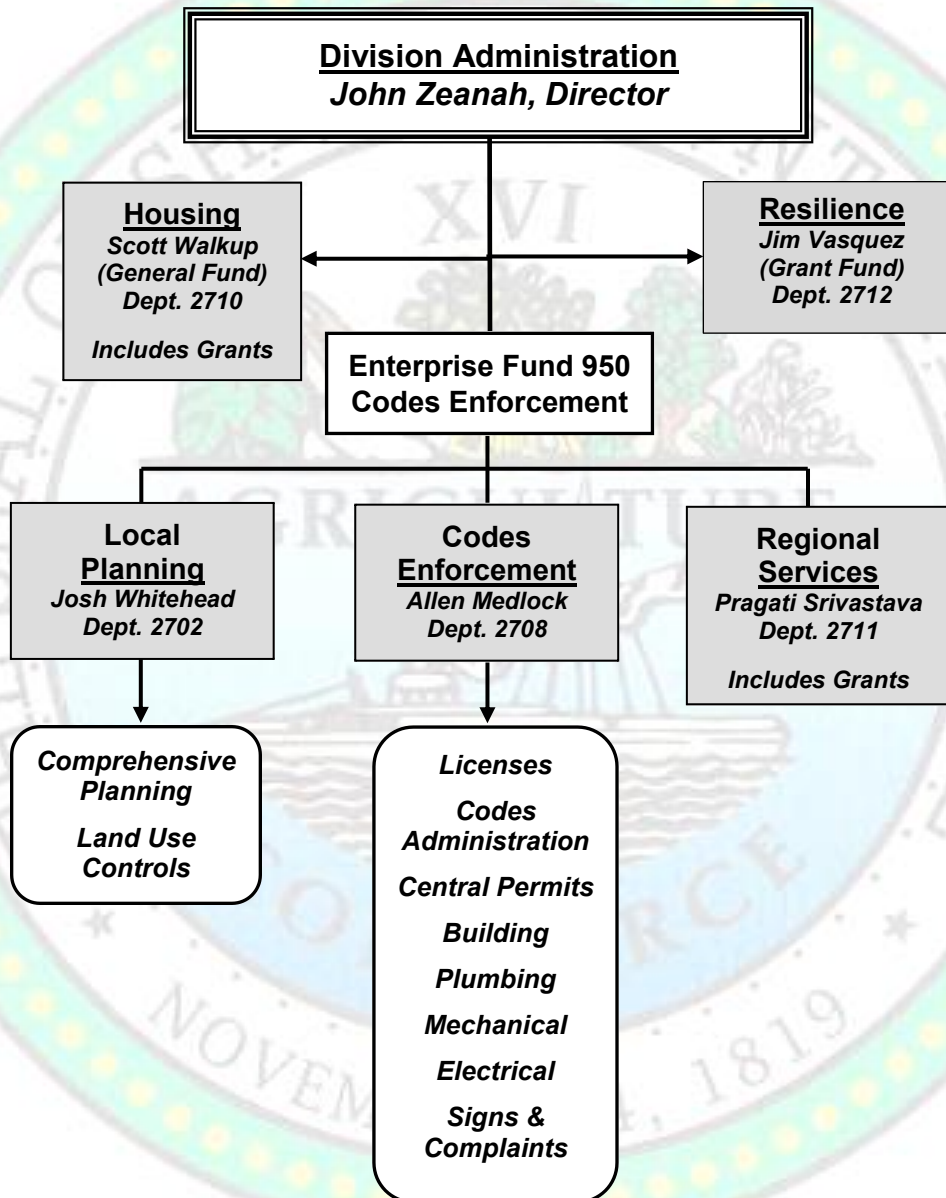 Division Administration
John Zeanah, Director
Housing
Scott Walkup
(General Fund)
Dept. 2710
Includes Grants
Resilience
Jim Vasquez
(Grant Fund)
Dept. 2712
Enterprise Fund 950
Codes Enforcement
Local
Planning
Josh Whitehead
Dept. 2702
Codes
Enforcement
Allen Medlock
Dept. 2708
Regional
Services
Pragati Srivastava
Dept. 2711
Includes Grants
Comprehensive
Planning
Land Use
Controls
Licenses
Codes
Administration
Central Permits
Building
Plumbing
Mechanical
Electrical
Signs &
Complaints
XVI
1819